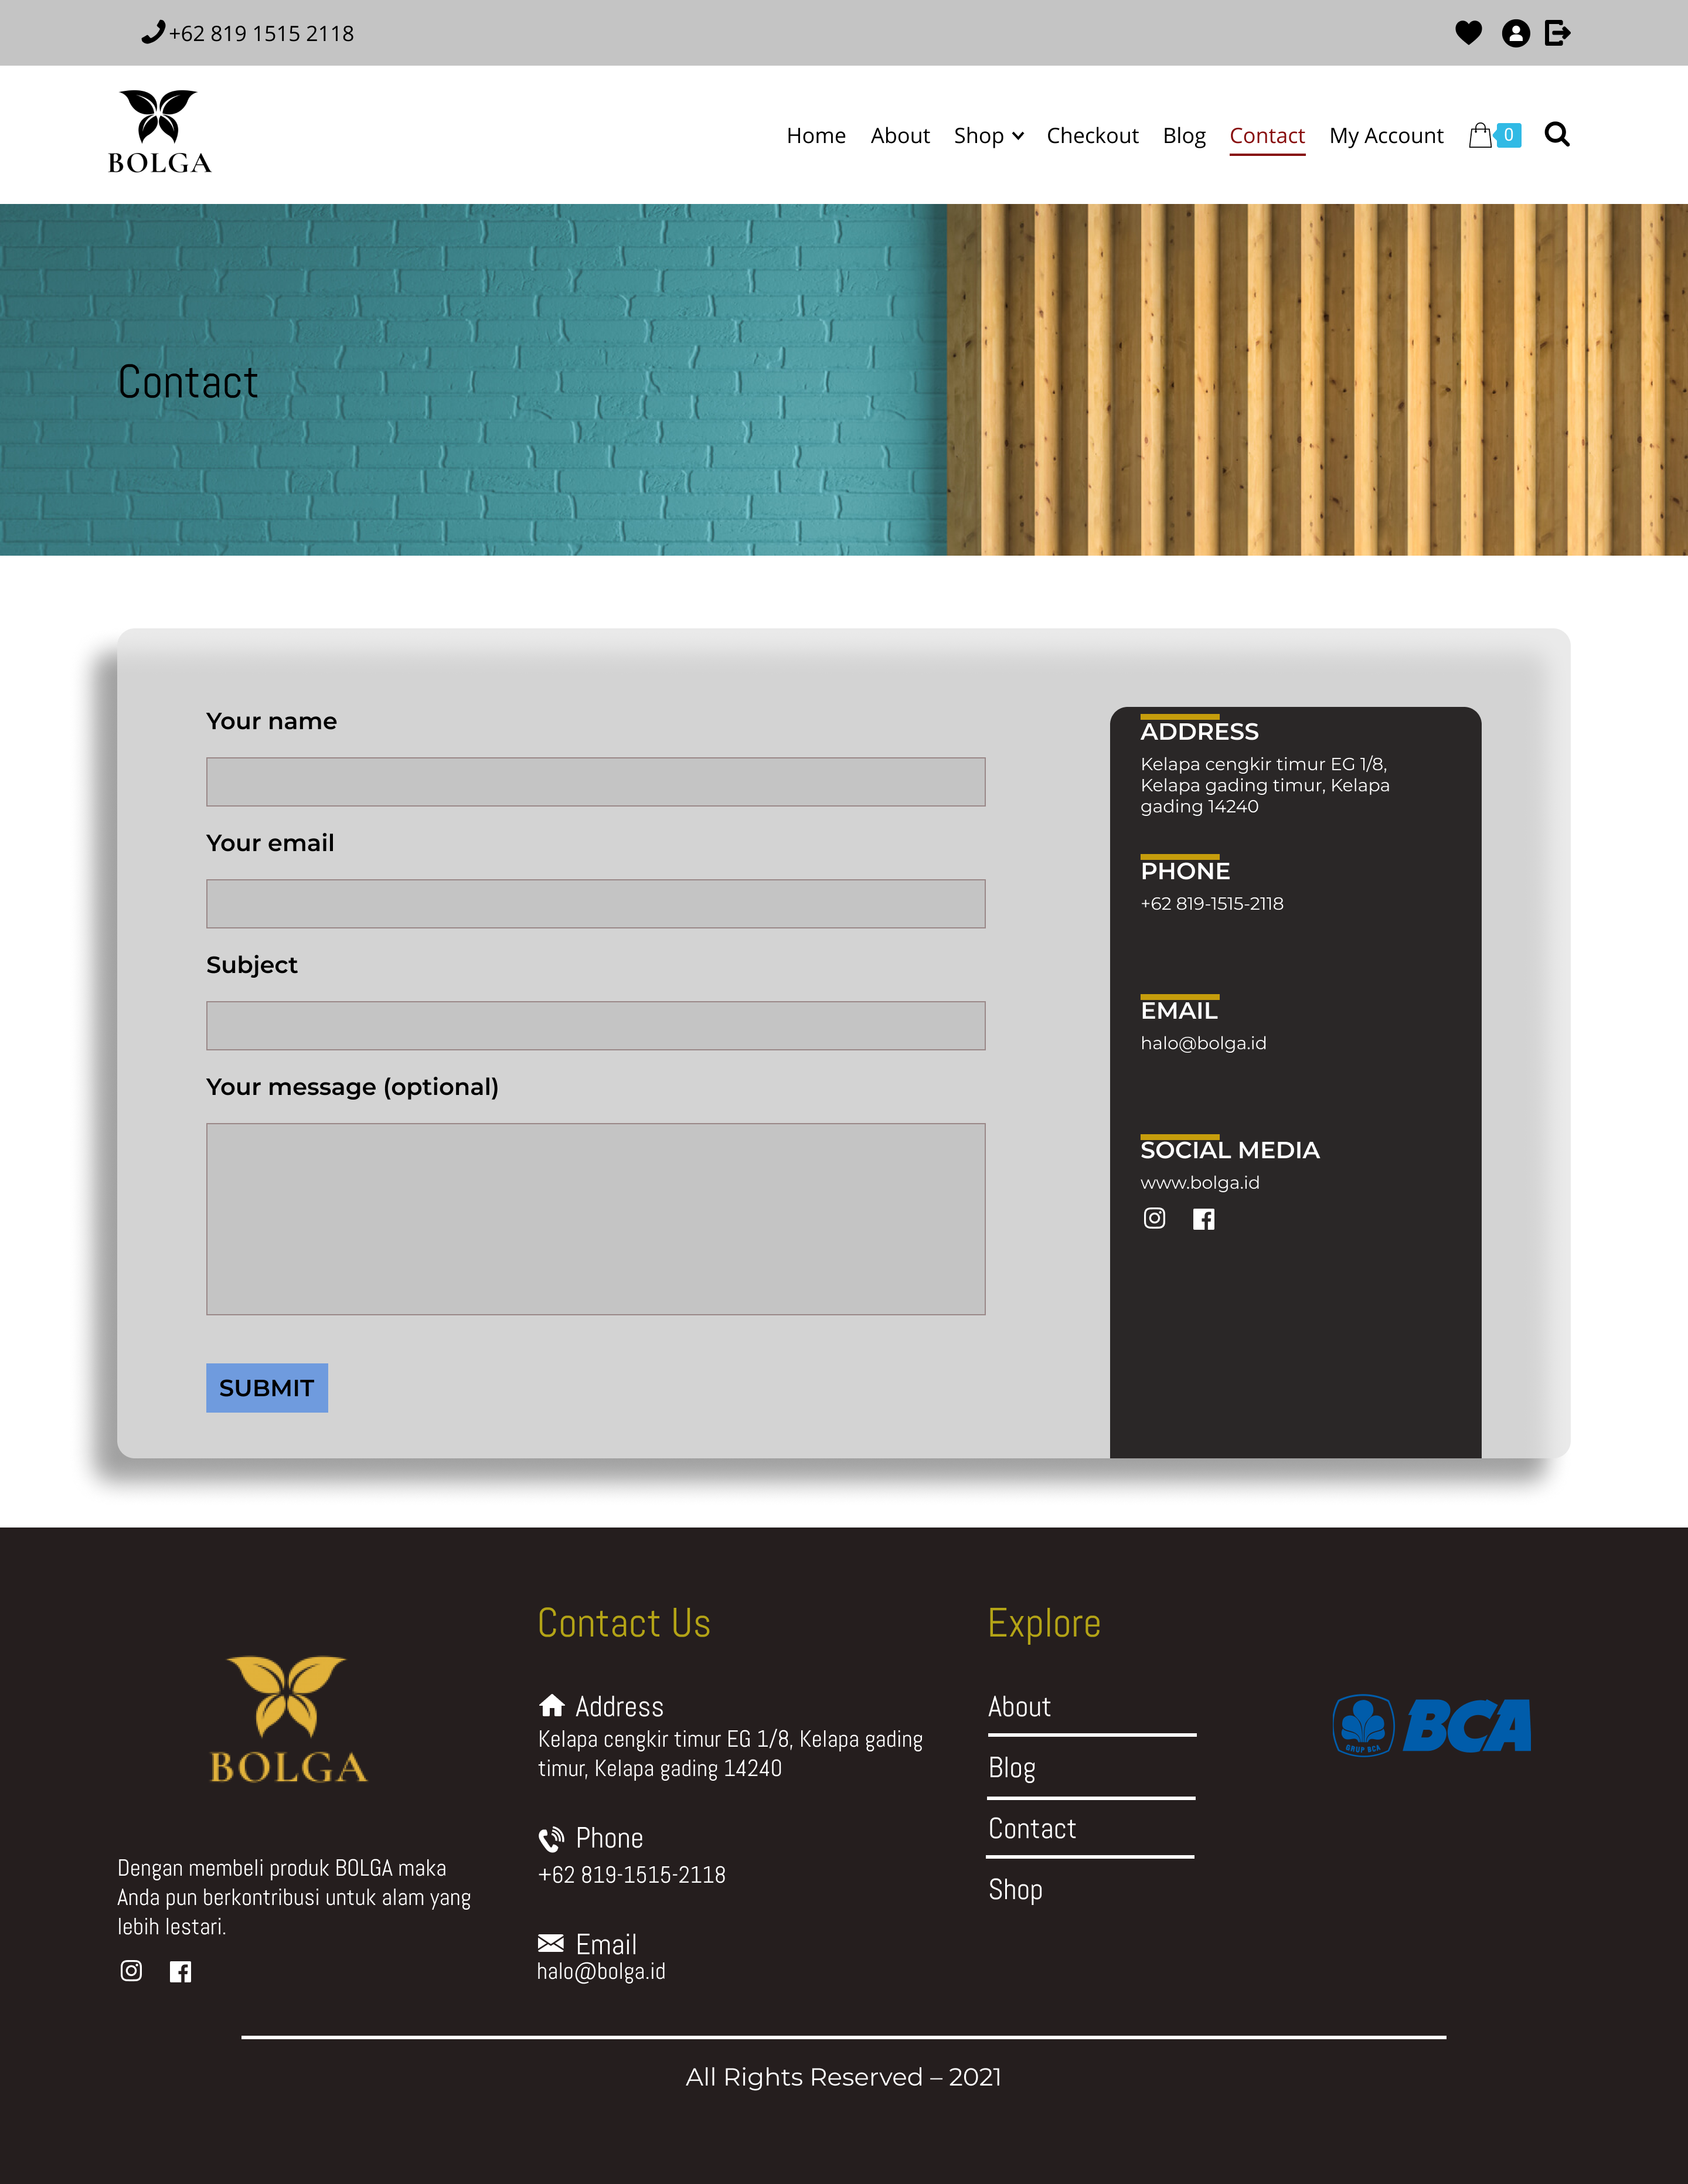 +62 819 1515 2118
BOLGA
Home About Shop Checkout Blog Contact My Account 0
Contact
Your name
Your email
Subject
Your message (optional)
SUBMIT
ADDRESS
Kelapa cengkir timur EG 1/8,
Kelapa gading timur, Kelapa
gading 14240
PHONE
+62 819-1515-2118
EMAIL
halo@bolga.id
SOCIAL MEDIA
www.bolga.id
BOLGA
Dengan membeli produk BOLGA maka
Anda pun berkontribusi untuk alam yang
lebih lestari.
Contact Us
Address
Kelapa cengkir timur EG 1/8, Kelapa gading
timur, Kelapa gading 14240
Phone
+62 819-1515-2118
Email
halo@bolga.id
Explore
About
Blog
Contact
Shop
GRUP BCA
BCA
All Rights Reserved – 2021